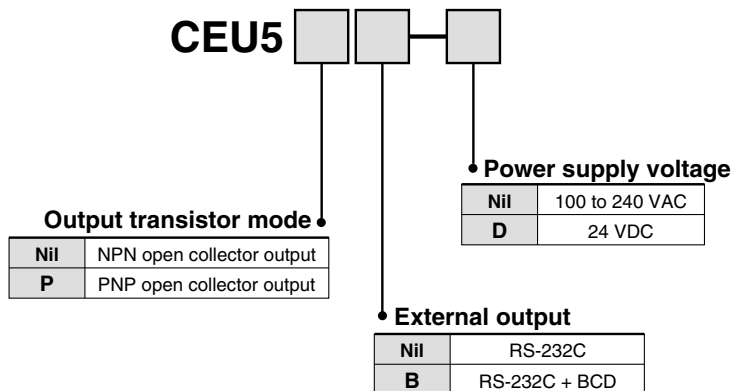 CEU5
Power supply voltage
Nil 100 to 240 VAC
D 24 VDC
Output transistor mode
Nil NPN open collector output
P PNP open collector output
External output
Nil RS-232C
B RS-232C + BCD